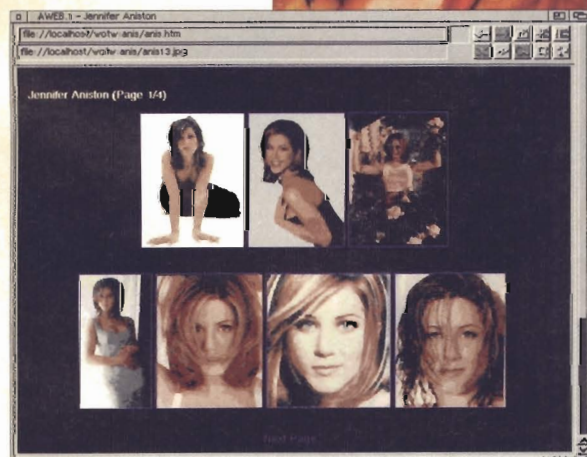 AWEB.1 - Jennifer Aniston
file://localhost/wotw-anis/anis.htm
file://localhost/wotw-anis/anis13.jpg
Jennifer Aniston (Page 1/4)
Next Page